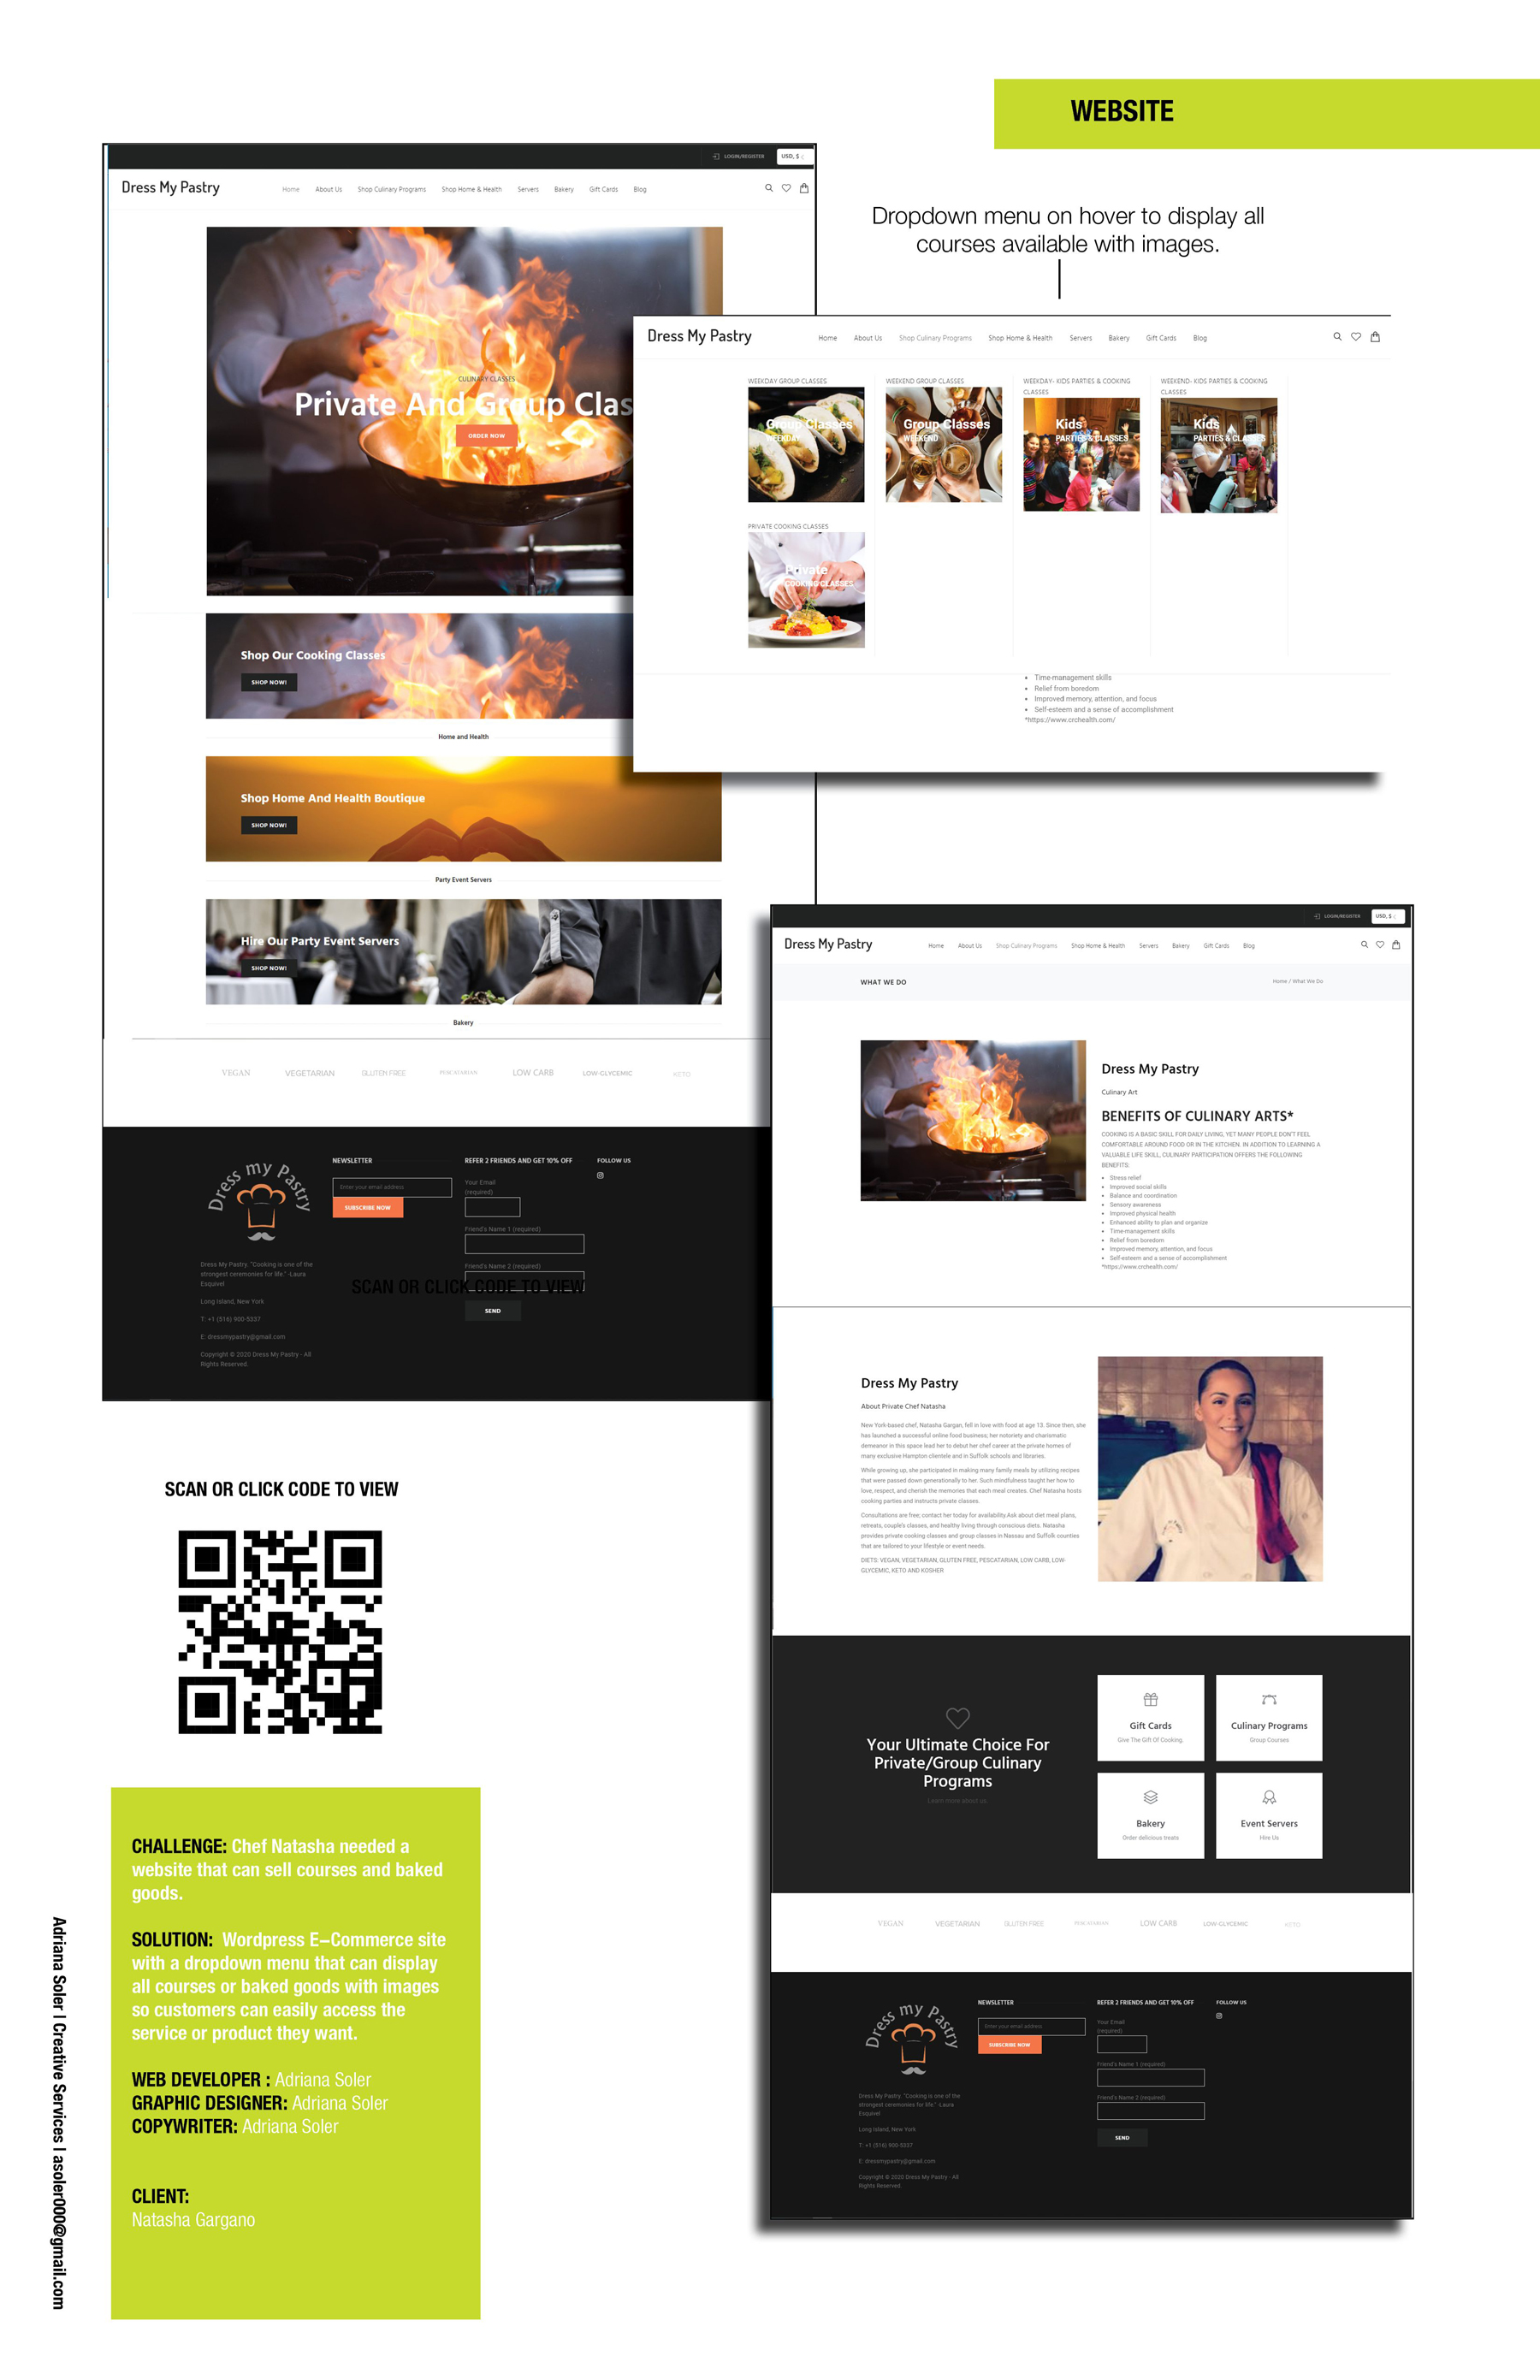 WEBSITE
LOGIN/REGISTER
USD, $
Dress My Pastry
Home About Us Shop Culinary Programs Shop Home & Health Servers Bakery Gift Cards Blog
CULINARY CLASSES
Private And Group Clas
ORDER NOW
Shop Our Cooking Classes
SHOP NOW!
Home and Health
Shop Home And Health Boutique
SHOP NOW!
Party Event Servers
Hire Our Party Event Servers
SHOP NOW!
Bakery
VEGAN VEGETARIAN GLUTEN FREE PESCATARIAN LOW CARB LOW-GLYCEMIC KETO
Dress my Pastry
Dress My Pastry. "Cooking is one of the
strongest ceremonies for life." -Laura
Esquivel
Long Island, New York
T: +1 (516) 900-5337
E: dressmypastry@gmail.com
Copyright © 2020 Dress My Pastry - All
Rights Reserved.
NEWSLETTER
Enter your email address
SUBSCRIBE NOW
REFER 2 FRIENDS AND GET 10% OFF
Your Email
(required)
Friend's Name 1 (required)
Friend's Name 2 (required)
SEND
FOLLOW US
SCAN OR CLICK CODE TO VIEW
Dropdown menu on hover to display all
courses available with images.
Dress My Pastry
Home About Us Shop Culinary Programs Shop Home & Health Servers Bakery Gift Cards Blog
WEEKDAY GROUP CLASSES
Group Classes
WEEKDAY
WEEKEND GROUP CLASSES
Group Classes
WEEKEND
WEEKDAY- KIDS PARTIES & COOKING
CLASSES
Kids
PARTIES & CLASSES
WEEKEND- KIDS PARTIES & COOKING
CLASSES
Kids
PARTIES & CLASSES
PRIVATE COOKING CLASSES
Private
COOKING CLASSES
Time-management skills
Relief from boredom
Improved memory, attention, and focus
Self-esteem and a sense of accomplishment
*https://www.crchealth.com/
LOGIN/REGISTER
USD, $
Dress My Pastry
Home About Us Shop Culinary Programs Shop Home & Health Servers Bakery Gift Cards Blog
WHAT WE DO
Home / What We Do
Dress My Pastry
Culinary Art
BENEFITS OF CULINARY ARTS*
COOKING IS A BASIC SKILL FOR DAILY LIVING, YET MANY PEOPLE DON'T FEEL
COMFORTABLE AROUND FOOD OR IN THE KITCHEN. IN ADDITION TO LEARNING A
VALUABLE LIFE SKILL, CULINARY PARTICIPATION OFFERS THE FOLLOWING
BENEFITS:
Stress relief
Improved social skills
Balance and coordination
Sensory awareness
Improved physical health
Enhanced ability to plan and organize
Time-management skills
Relief from boredom
Improved memory, attention, and focus
Self-esteem and a sense of accomplishment
*https://www.crchealth.com/
Dress My Pastry
About Private Chef Natasha
New York-based chef, Natasha Gargan, fell in love with food at age 13. Since then, she
has launched a successful online food business; her notoriety and charismatic
demeanor in this space lead her to debut her chef career at the private homes of
many exclusive Hampton clientele and in Suffolk schools and libraries.
While growing up, she participated in making many family meals by utilizing recipes
that were passed down generationally to her. Such mindfulness taught her how to
love, respect, and cherish the memories that each meal creates. Chef Natasha hosts
cooking parties and instructs private classes.
Consultations are free; contact her today for availability. Ask about diet meal plans,
retreats, couple's classes, and healthy living through conscious diets. Natasha
provides private cooking classes and group classes in Nassau and Suffolk counties
that are tailored to your lifestyle or event needs.
DIETS: VEGAN, VEGETARIAN, GLUTEN FREE, PESCATARIAN, LOW CARB, LOW-
GLYCEMIC, KETO AND KOSHER
Your Ultimate Choice For
Private/Group Culinary
Programs
Learn more about us
Gift Cards
Give The Gift Of Cooking.
Culinary Programs
Group Courses
Bakery
Order delicious treats
Event Servers
Hire Us
VEGAN VEGETARIAN GLUTEN FREE PESCATARIAN LOW CARB LOW-GLYCEMIC KETO
Dress my Pastry
Dress My Pastry. "Cooking is one of the
strongest ceremonies for life." -Laura
Esquivel
Long Island, New York
T: +1 (516) 900-5337
E: dressmypastry@gmail.com
Copyright © 2020 Dress My Pastry - All
Rights Reserved.
NEWSLETTER
Enter your email address
SUBSCRIBE NOW
REFER 2 FRIENDS AND GET 10% OFF
Your Email
(required)
Friend's Name 1 (required)
Friend's Name 2 (required)
SEND
FOLLOW US
SCAN OR CLICK CODE TO VIEW
CHALLENGE: Chef Natasha needed a
website that can sell courses and baked
goods.
SOLUTION: Wordpress E-Commerce site
with a dropdown menu that can display
all courses or baked goods with images
so customers can easily access the
service or product they want.
WEB DEVELOPER : Adriana Soler
GRAPHIC DESIGNER: Adriana Soler
COPYWRITER: Adriana Soler
CLIENT:
Natasha Gargano
Adriana Soler | Creative Services | asoler000@gmail.com